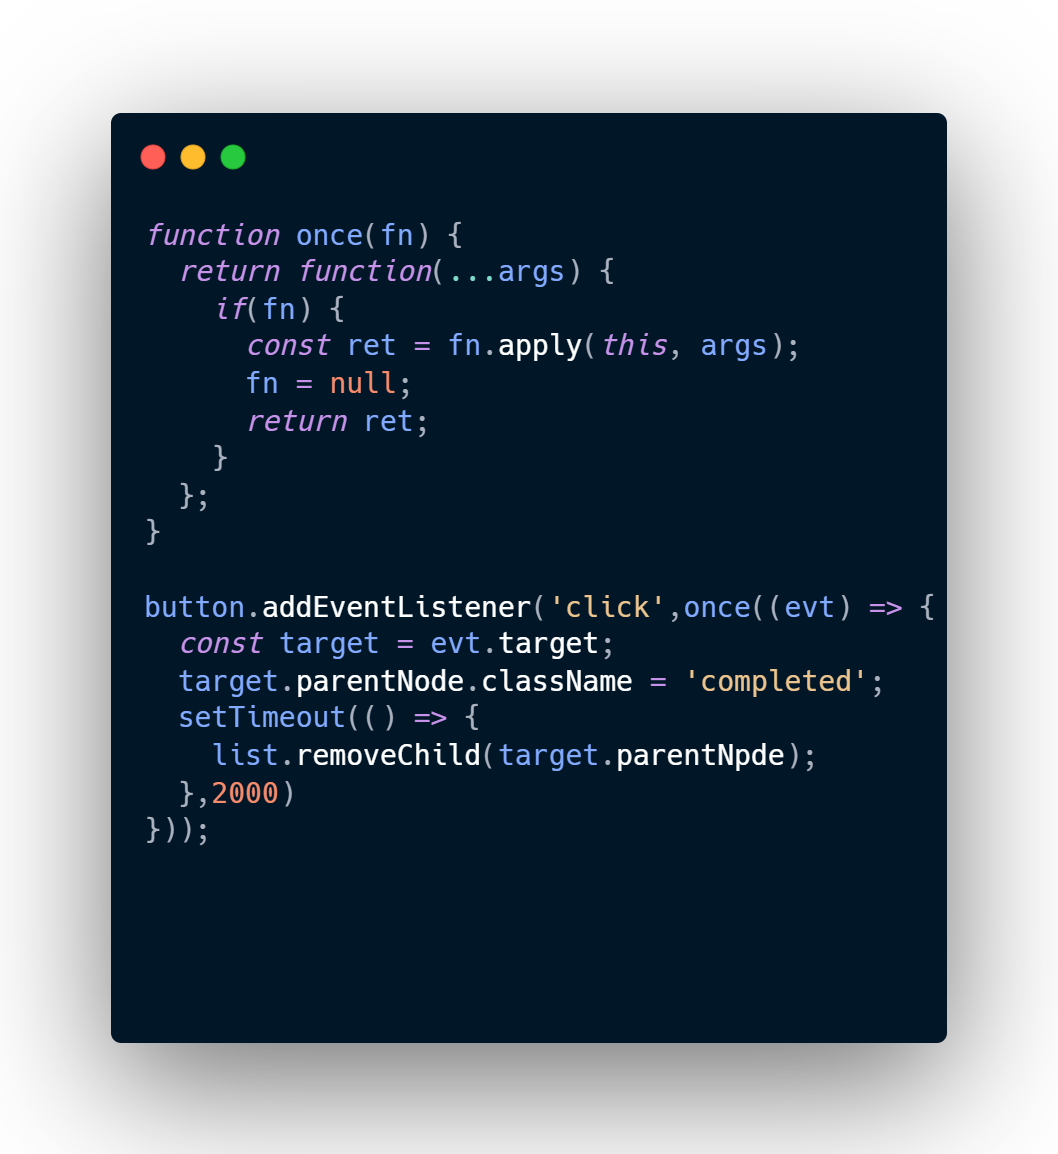 function once(fn) {
  return function(...args) {
    if(fn) {
      const ret = fn.apply(this, args);
      fn = null;
      return ret;
    }
  };
}

button.addEventListener('click',once((evt) => {
  const target = evt.target;
  target.parentNode.className = 'completed';
  setTimeout(() => {
    list.removeChild(target.parentNpde);
  },2000)
}));